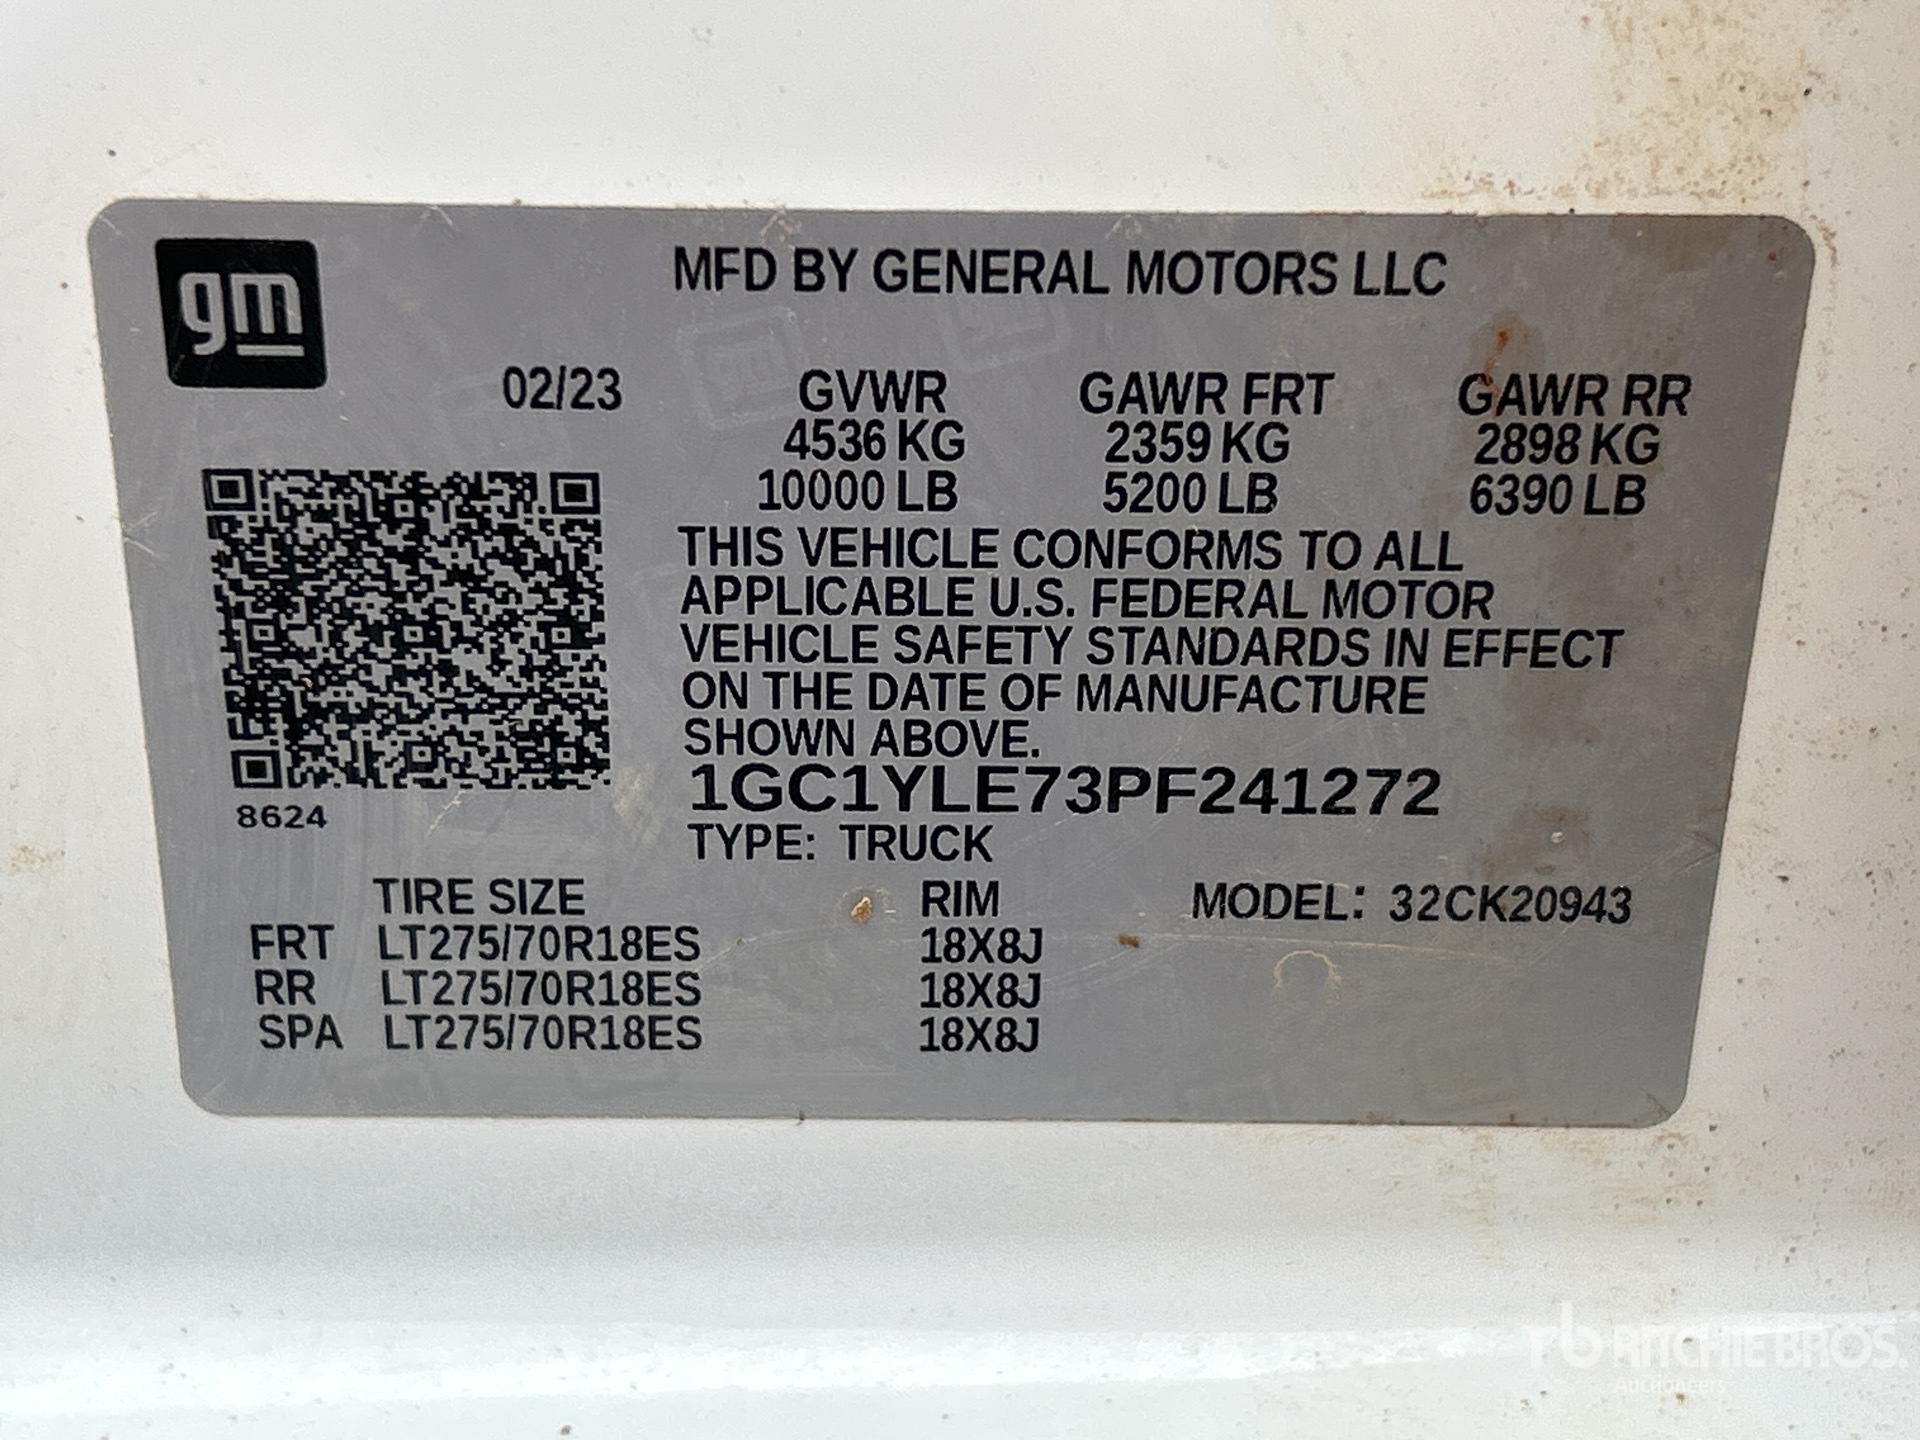 gm
MFD BY GENERAL MOTORS LLC
02/23 GVWR GAWR FRT GAWR RR
4536 KG 2359 KG 2898 KG
10000 LB 5200 LB 6390 LB
THIS VEHICLE CONFORMS TO ALL
APPLICABLE U.S. FEDERAL MOTOR
VEHICLE SAFETY STANDARDS IN EFFECT
ON THE DATE OF MANUFACTURE
SHOWN ABOVE.
1GC1YLE73PF241272
8624
TYPE: TRUCK
TIRE SIZE RIM MODEL: 32CK20943
FRT LT275/70R18ES 18X8J
RR LT275/70R18ES 18X8J
SPA LT275/70R18ES 18X8J
rb RITCHIE BROS.
Auctioneers